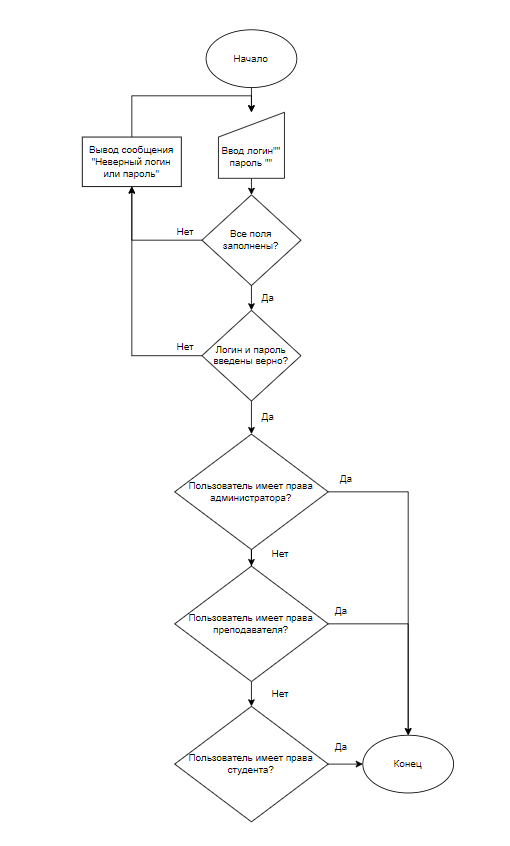 Начало
Ввод логин""
пароль ""
Вывод сообщения
"Неверный логин
или пароль"
Все поля
заполнены?
Нет
Да
Логин и пароль
введены верно?
Нет
Да
Пользователь имеет права
администратора?
Да
Нет
Пользователь имеет права
преподавателя?
Да
Нет
Пользователь имеет права
студента?
Да
Конец